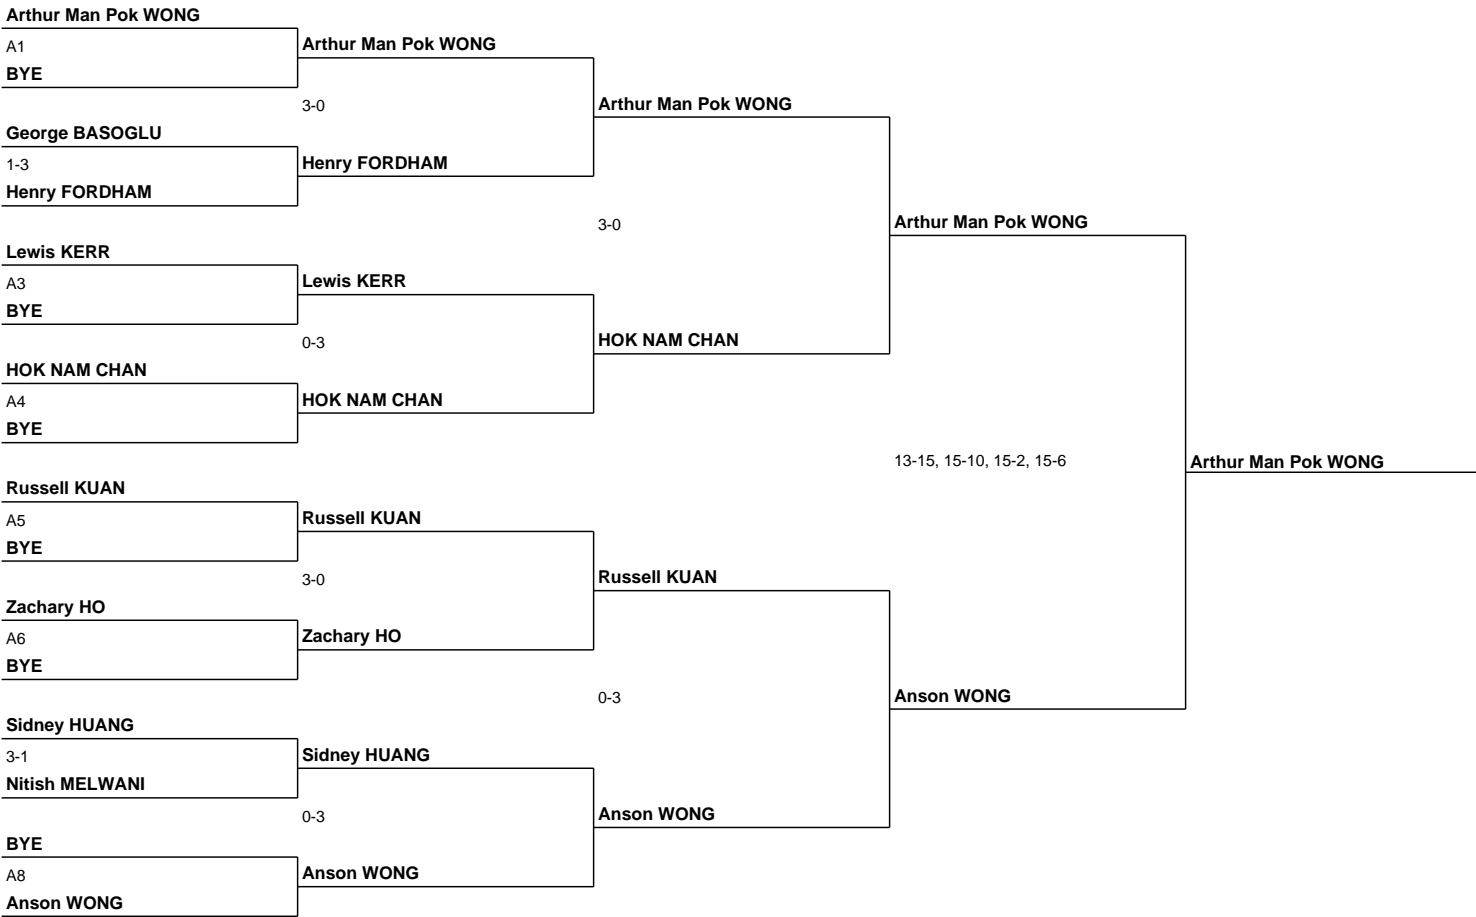 Arthur Man Pok WONG
A1
BYE
George BASOGLU
1-3
Henry FORDHAM
Lewis KERR
A3
BYE
HOK NAM CHAN
A4
BYE
Russell KUAN
A5
BYE
Zachary HO
A6
BYE
Sidney HUANG
3-1
Nitish MELWANI
BYE
A8
Anson WONG
Arthur Man Pok WONG
3-0
Henry FORDHAM
Lewis KERR
0-3
HOK NAM CHAN
Russell KUAN
3-0
Zachary HO
Sidney HUANG
0-3
Anson WONG
Arthur Man Pok WONG
3-0
HOK NAM CHAN
Russell KUAN
0-3
Anson WONG
Arthur Man Pok WONG
13-15, 15-10, 15-2, 15-6
Anson WONG
Arthur Man Pok WONG